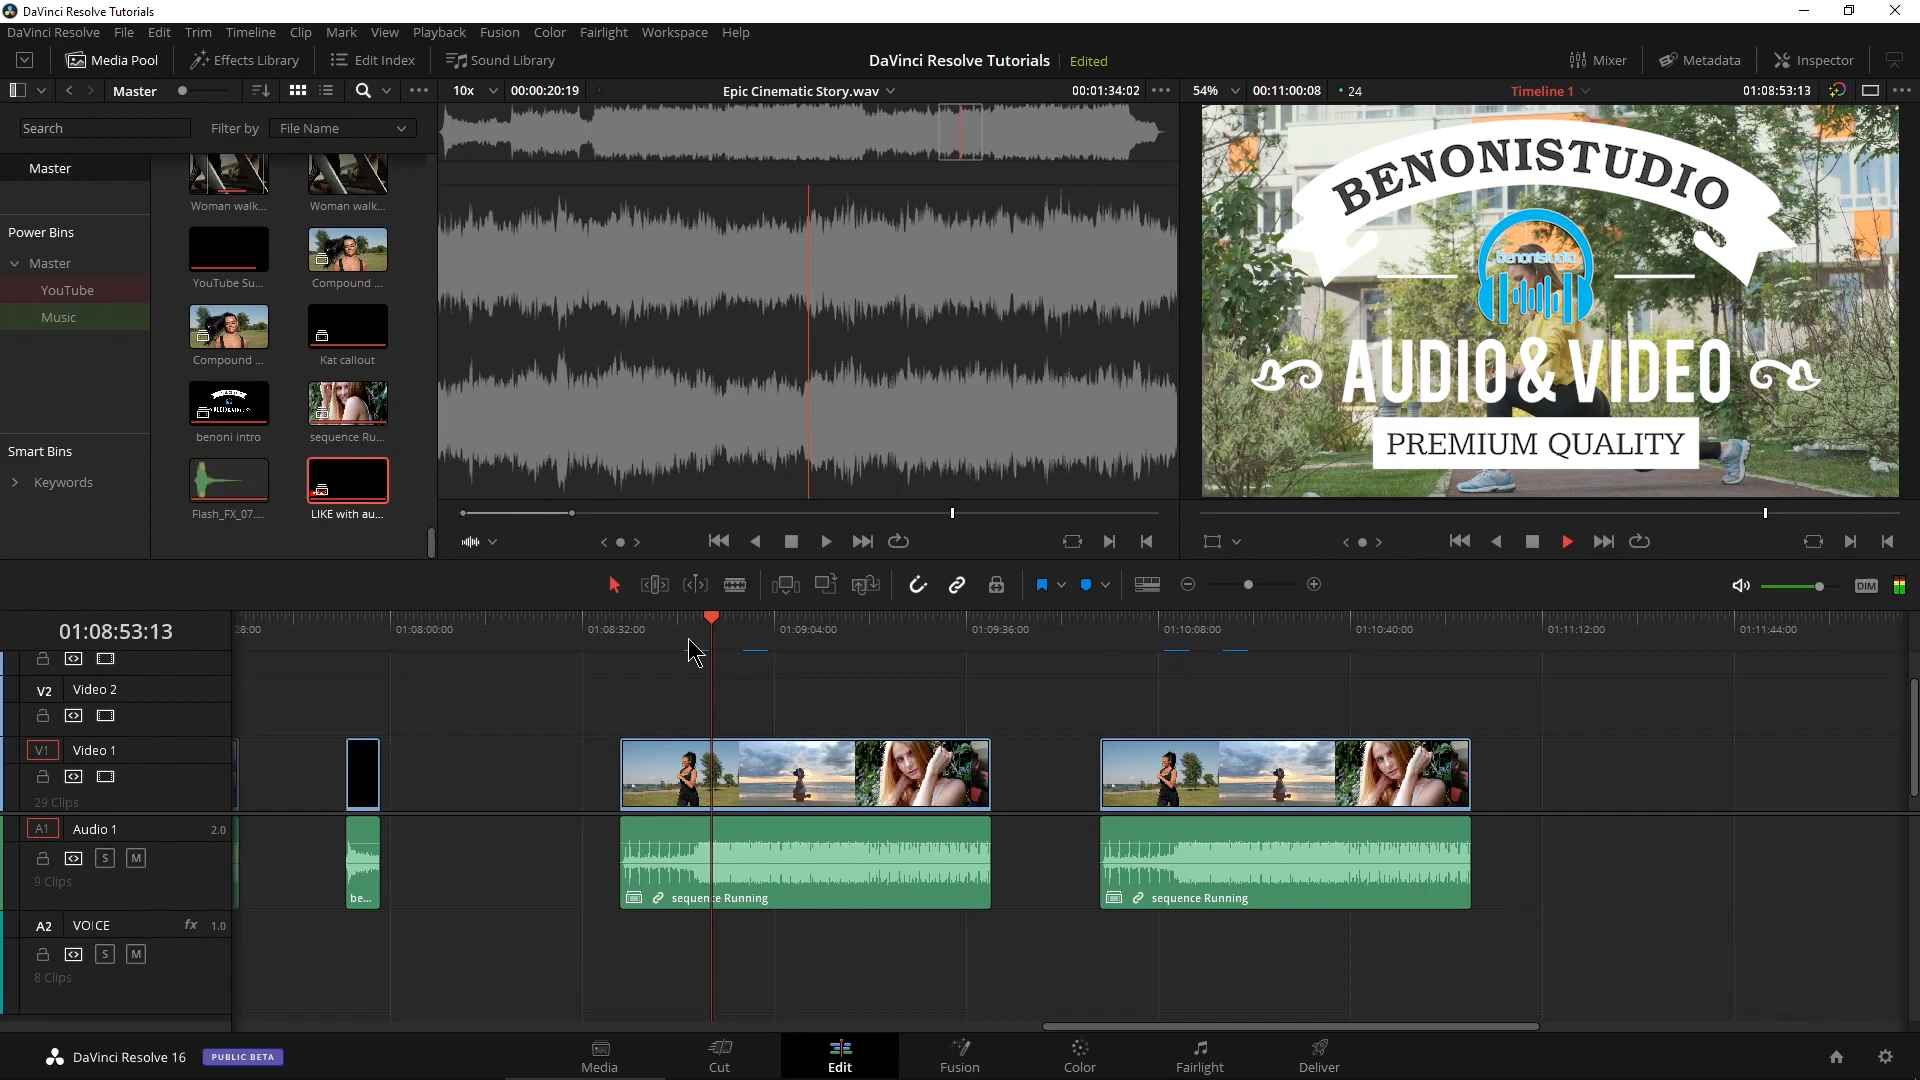 DaVinci Resolve Tutorials
DaVinci Resolve File Edit Trim Timeline Clip Mark View Playback Fusion Color Fairlight Workspace Help
Media Pool Effects Library Edit Index Sound Library DaVinci Resolve Tutorials Edited Mixer Metadata Inspector
Master 10x 00:00:20:19 Epic Cinematic Story.wav 00:01:34:02 54% 00:11:00:08 24 Timeline 1 01:08:53:13
Search Filter by File Name
Master
Woman walk... Woman walk...
Power Bins
Master
YouTube
Music
YouTube Su... Compound ...
Compound ... Kat callout
benoni intro sequence Ru...
Smart Bins
Keywords
Flash_FX_07.... LIKE with au...
BENONISTUDIO
Benonistudio
AUDIO&VIDEO
PREMIUM QUALITY
DIM
01:08:53:13
28:00 01:08:00:00 01:08:32:00 01:09:04:00 01:09:36:00 01:10:08:00 01:10:40:00 01:11:12:00 01:11:44:00
V2 Video 2
V1 Video 1
29 Clips
A1 Audio 1 2.0
S M
9 Clips
be... sequence Running sequence Running
A2 VOICE fx 1.0
S M
8 Clips
DaVinci Resolve 16 PUBLIC BETA
Media Cut Edit Fusion Color Fairlight Deliver